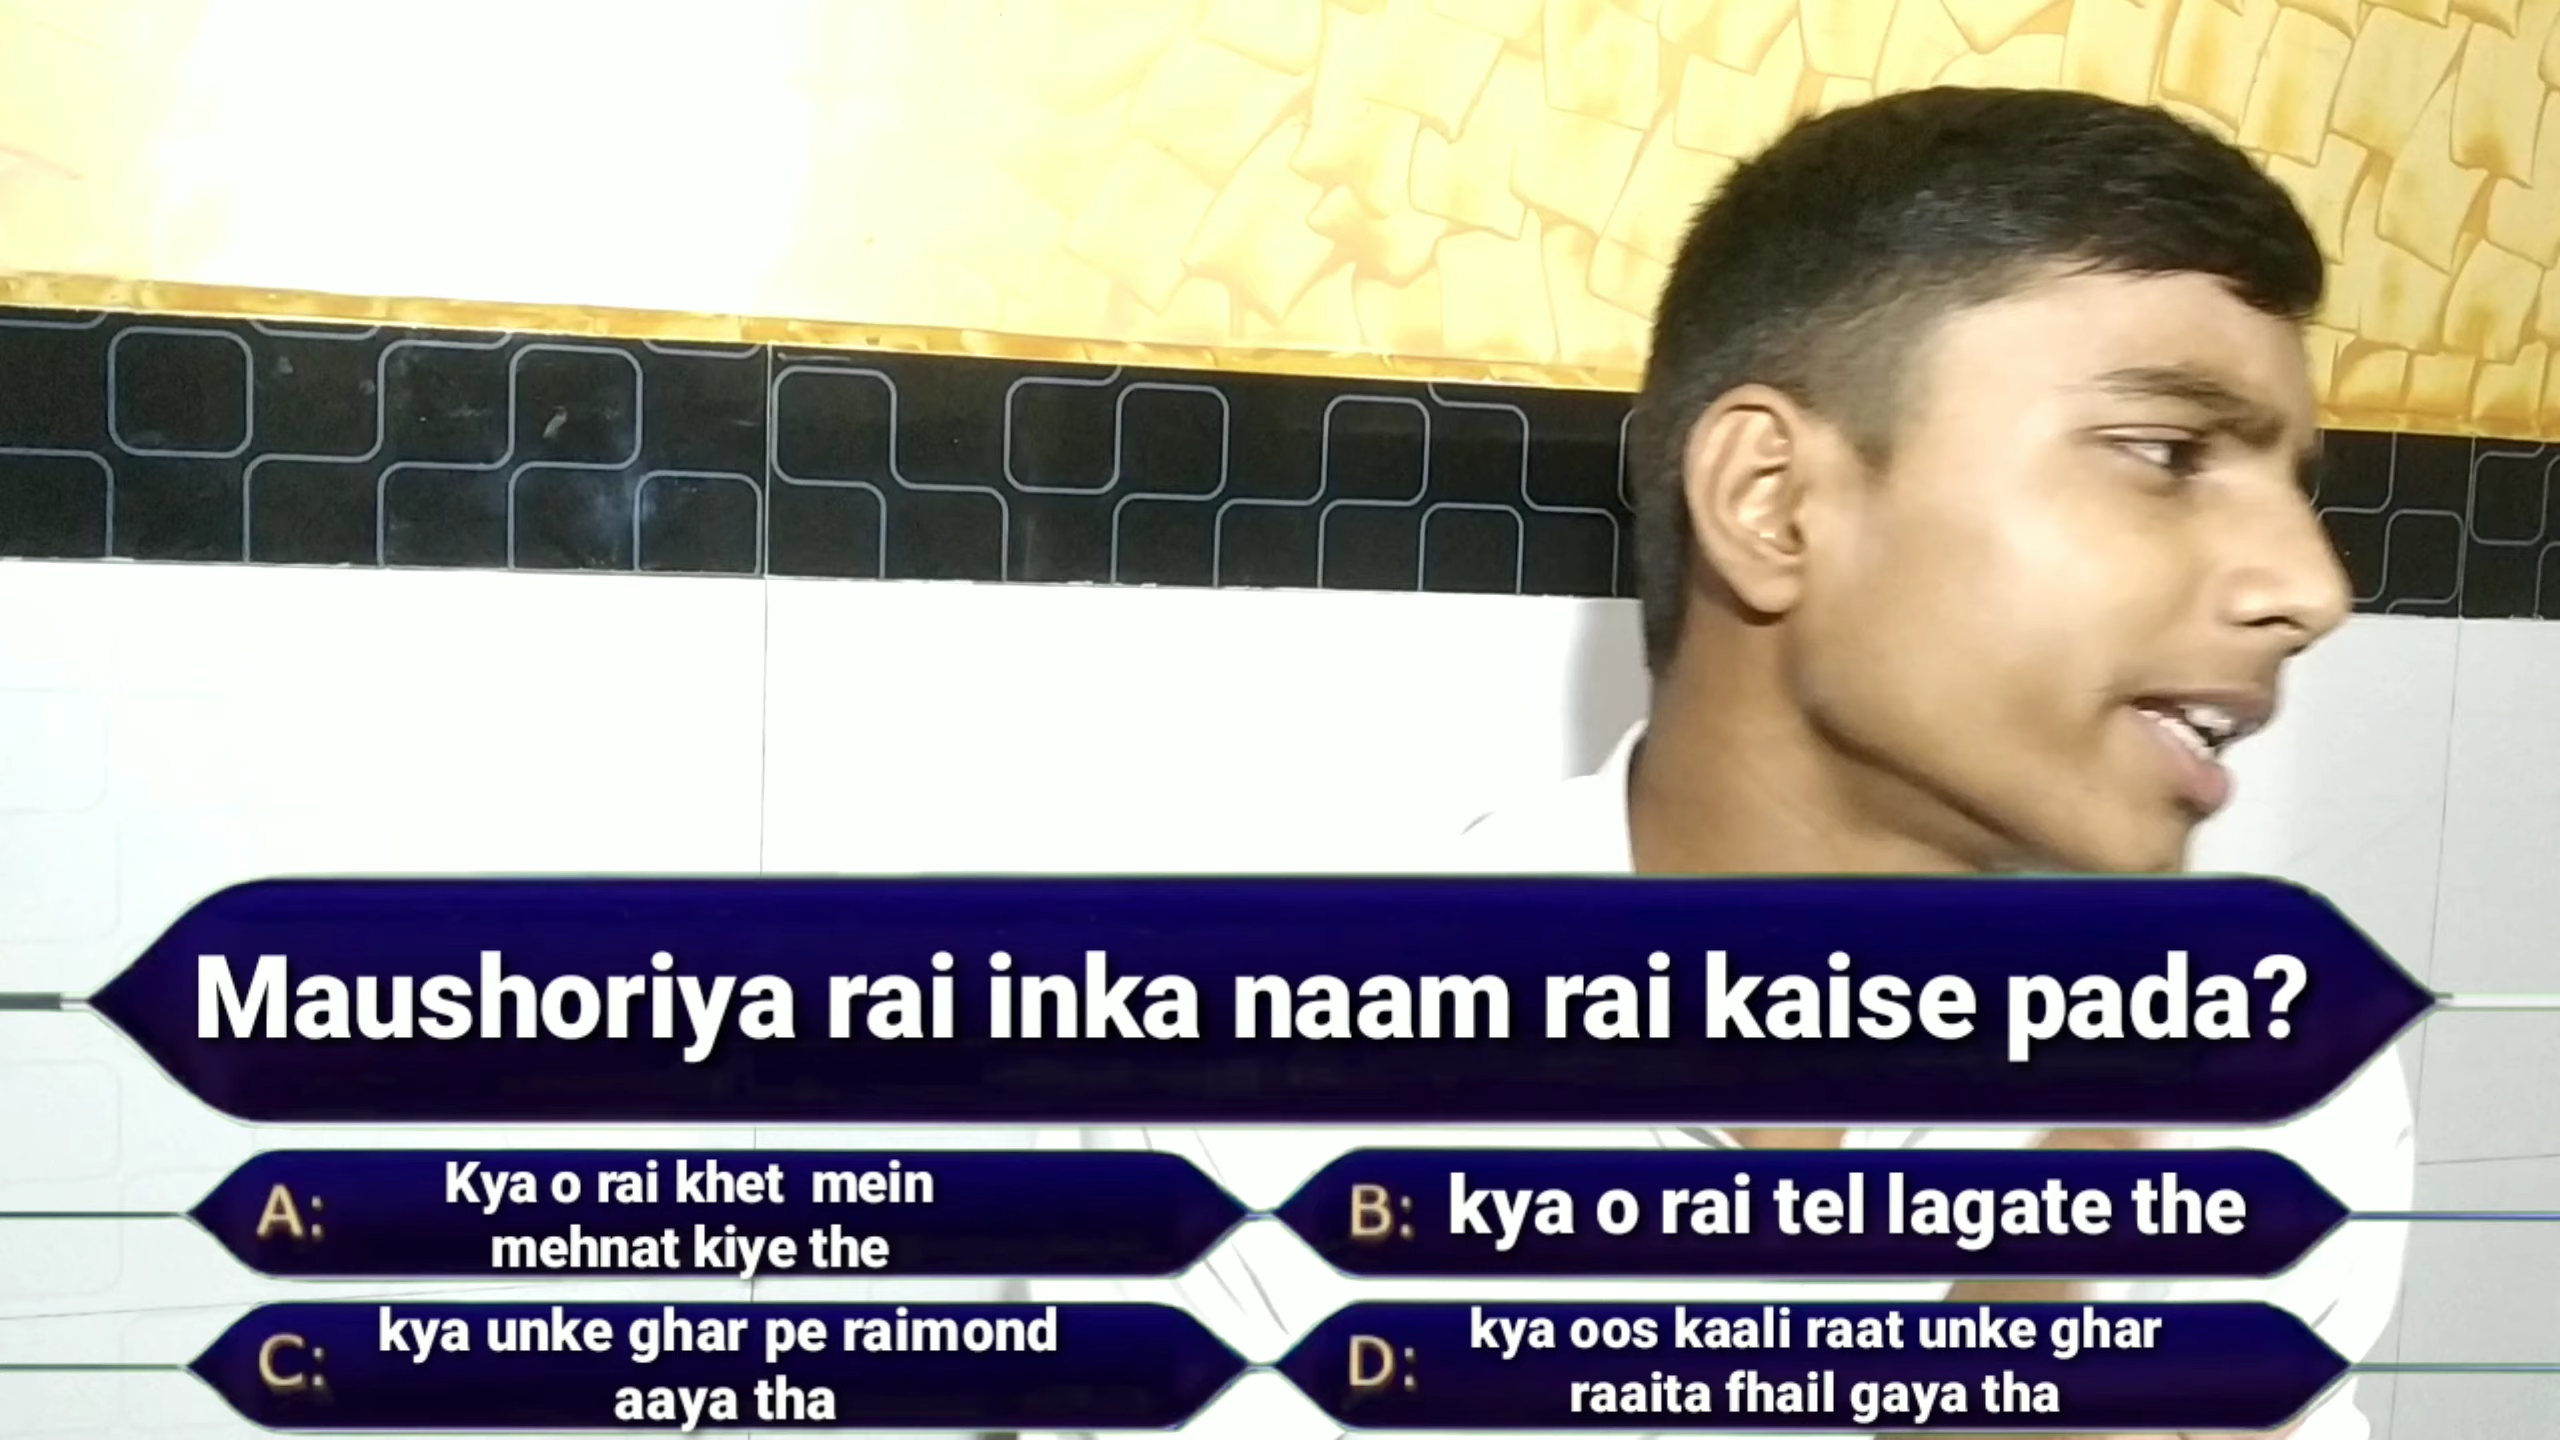 Maushoriya rai inka naam rai kaise pada?
A: Kya o rai khet mein
mehnat kiye the
B: kya o rai tel lagate the
C: kya unke ghar pe raimond
aaya tha
D: kya oos kaali raat unke ghar
raaita fhail gaya tha